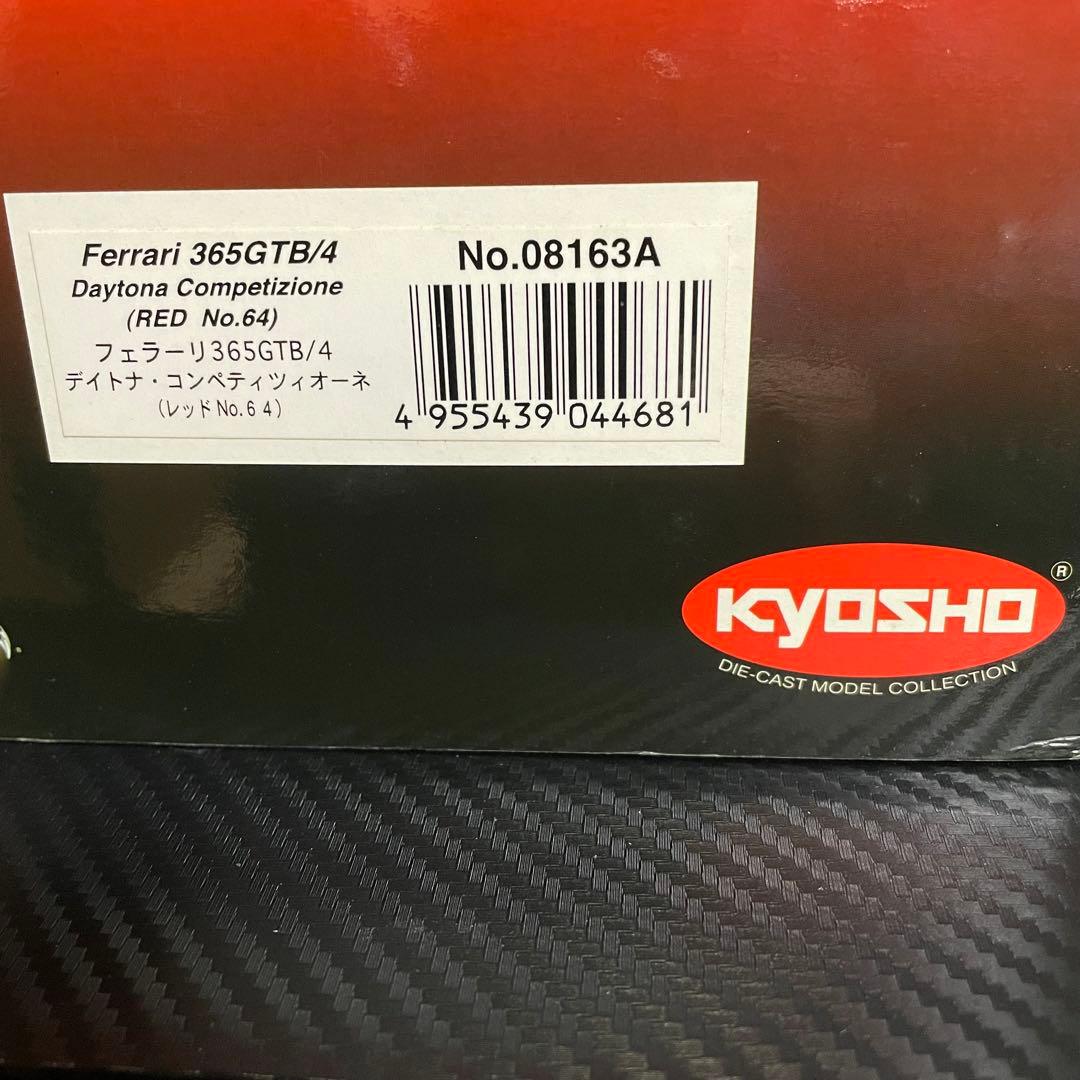 Ferrari 365GTB/4
Daytona Competizione
(RED No.64)
フェラーリ365GTB/4
デイトナ・コンペティツィオーネ
(レッドNo.64)
No.08163A
4 955439 044681
KYOSHO ®
DIE-CAST MODEL COLLECTION